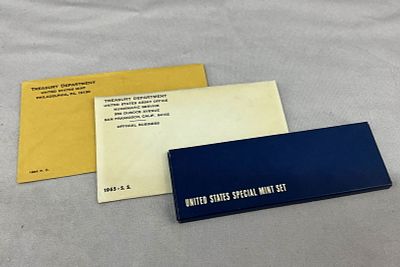 TREASURY DEPARTMENT
UNITED STATES MINT
PHILADELPHIA, PA. 19130
TREASURY DEPARTMENT
UNITED STATES ASSAY OFFICE
NUMISMATIC SERVICE
350 DUBOCE AVENUE
SAN FRANCISCO, CALIF. 94102
OFFICIAL BUSINESS
1965 - S. S.
UNITED STATES SPECIAL MINT SET